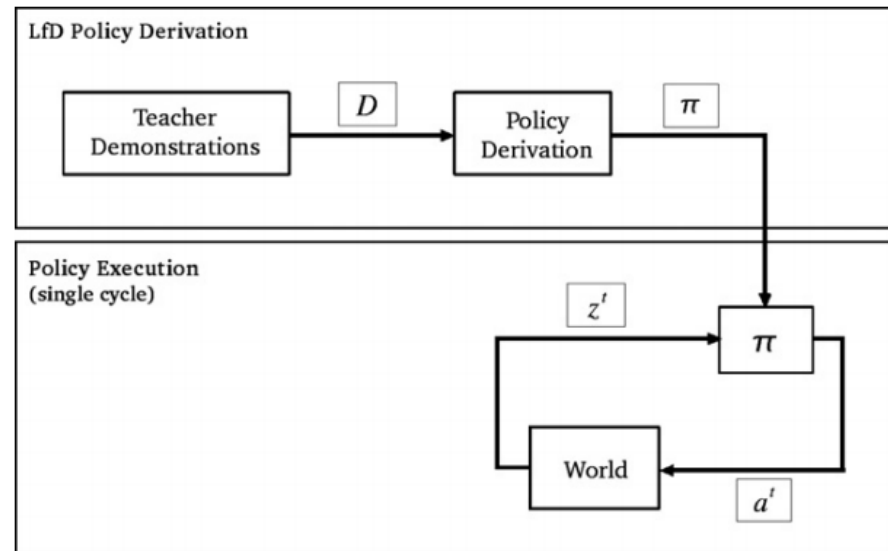 LfD Policy Derivation
Teacher
Demonstrations
D
Policy
Derivation
π
Policy Execution
(single cycle)
z^t
π
World
a^t